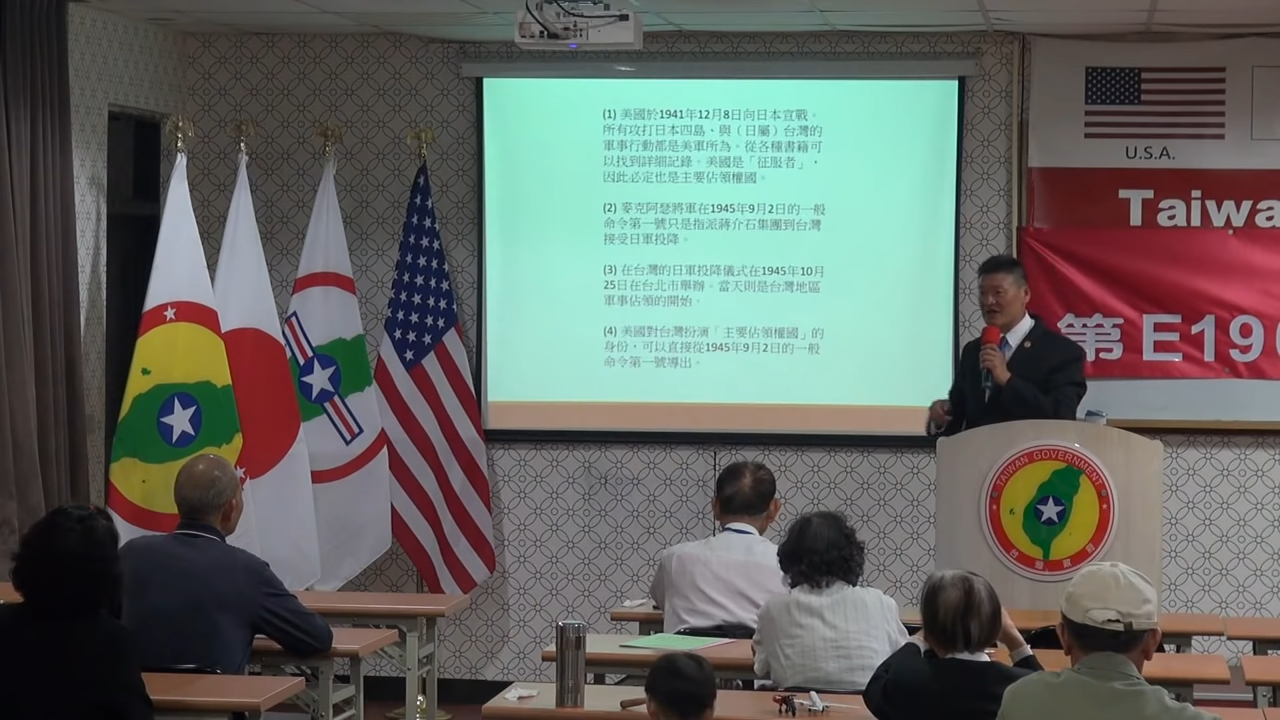 (1) 美國於1941年12月8日向日本宣戰。
所有攻打日本四島、與（日屬）台灣的
軍事行動都是美軍所為。從各種書籍可
以找到詳細記錄。美國是「征服者」，
因此必定也是主要佔領權國。
(2) 麥克阿瑟將軍在1945年9月2日的一般
命令第一號只是指派蔣介石集團到台灣
接受日軍投降。
(3) 在台灣的日軍投降儀式在1945年10月
25日在台北市舉辦。當天則是台灣地區
軍事佔領的開始。
(4) 美國對台灣扮演「主要佔領權國」的
身份，可以直接從1945年9月2日的一般
命令第一號導出。
U.S.A.
Taiwa
第E19
TAIWAN GOVERNMENT
台灣政府